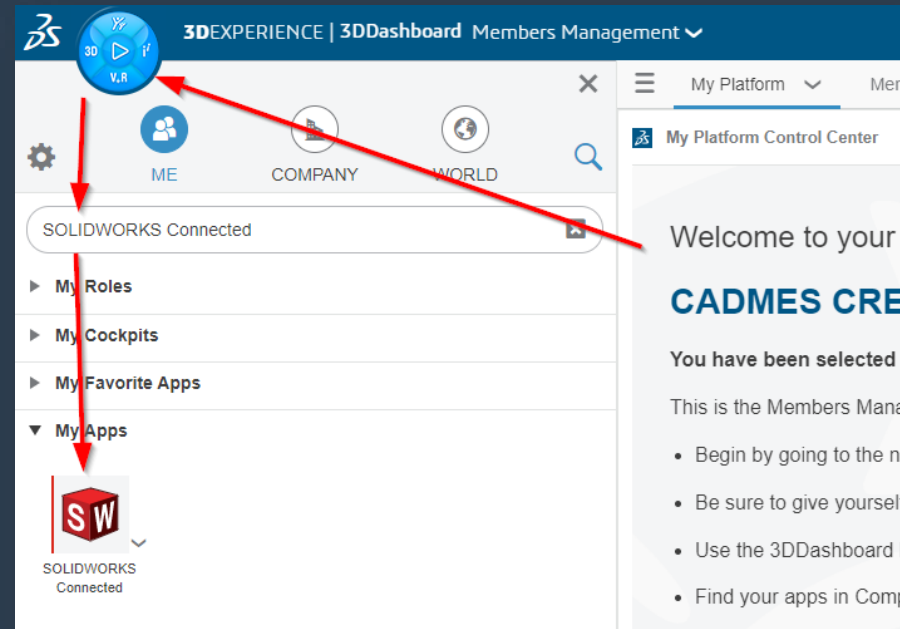 3DEXPERIENCE | 3DDashboard Members Management
3D
V.R
ME
COMPANY
WORLD
SOLIDWORKS Connected
My Roles
My Cockpits
My Favorite Apps
My Apps
SW
SOLIDWORKS
Connected
My Platform
My Platform Control Center
Welcome to your
CADMES CRE
You have been selected
This is the Members Mana
Begin by going to the n
Be sure to give yourself
Use the 3DDashboard
Find your apps in Comp